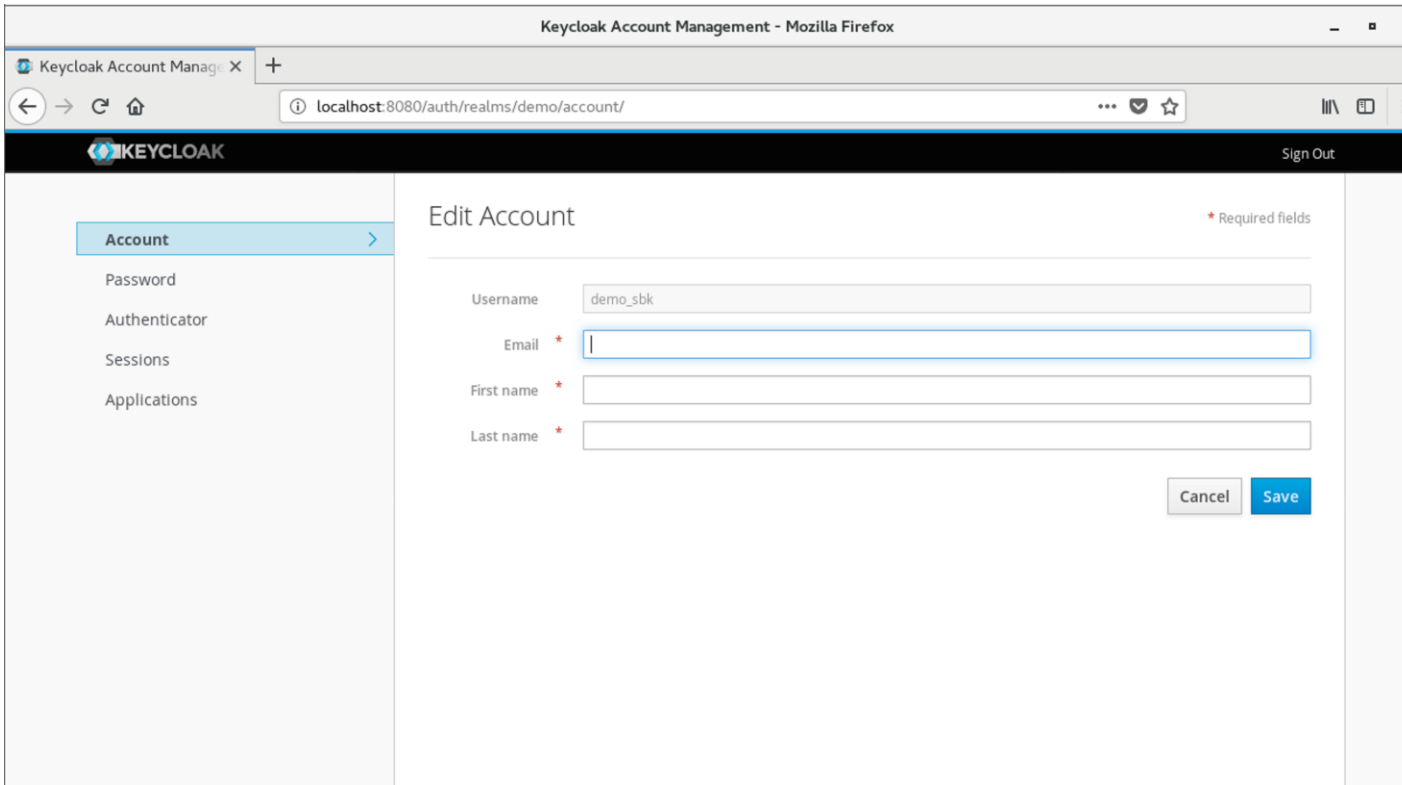 Keycloak Account Management - Mozilla Firefox
Keycloak Account Manage
localhost:8080/auth/realms/demo/account/
KEYCLOAK
Sign Out
Edit Account
* Required fields
Account
Password
Authenticator
Sessions
Applications
Username demo_sbk
Email *
First name *
Last name *
Cancel Save